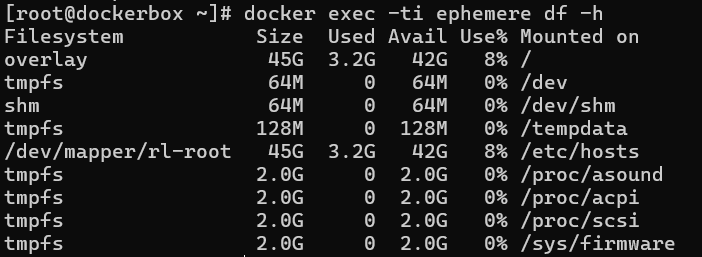 [root@dockerbox ~]# docker exec -ti ephemere df -h
Filesystem           Size  Used Avail Use% Mounted on
overlay               45G  3.2G   42G   8% /
tmpfs                 64M     0   64M   0% /dev
shm                   64M     0   64M   0% /dev/shm
tmpfs                128M     0  128M   0% /tempdata
/dev/mapper/rl-root   45G  3.2G   42G   8% /etc/hosts
tmpfs                2.0G     0  2.0G   0% /proc/asound
tmpfs                2.0G     0  2.0G   0% /proc/acpi
tmpfs                2.0G     0  2.0G   0% /proc/scsi
tmpfs                2.0G     0  2.0G   0% /sys/firmware